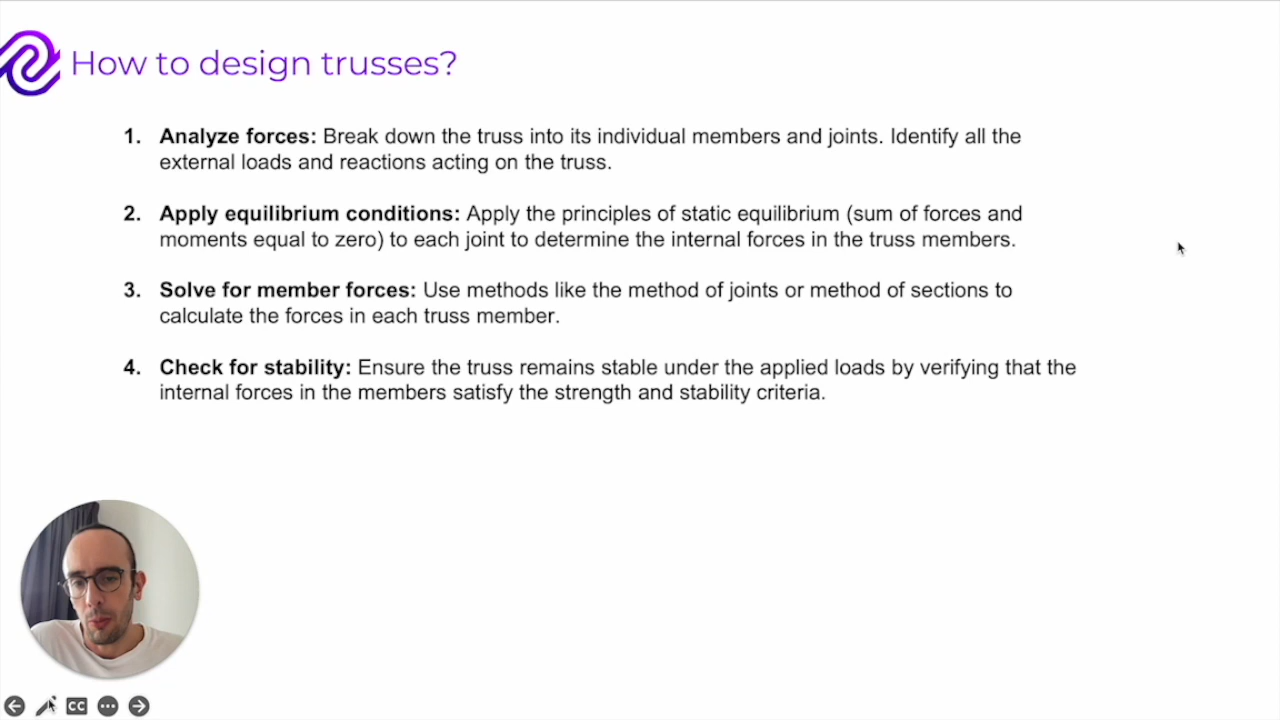 How to design trusses?
1. Analyze forces: Break down the truss into its individual members and joints. Identify all the
external loads and reactions acting on the truss.
2. Apply equilibrium conditions: Apply the principles of static equilibrium (sum of forces and
moments equal to zero) to each joint to determine the internal forces in the truss members.
3. Solve for member forces: Use methods like the method of joints or method of sections to
calculate the forces in each truss member.
4. Check for stability: Ensure the truss remains stable under the applied loads by verifying that the
internal forces in the members satisfy the strength and stability criteria.
CC